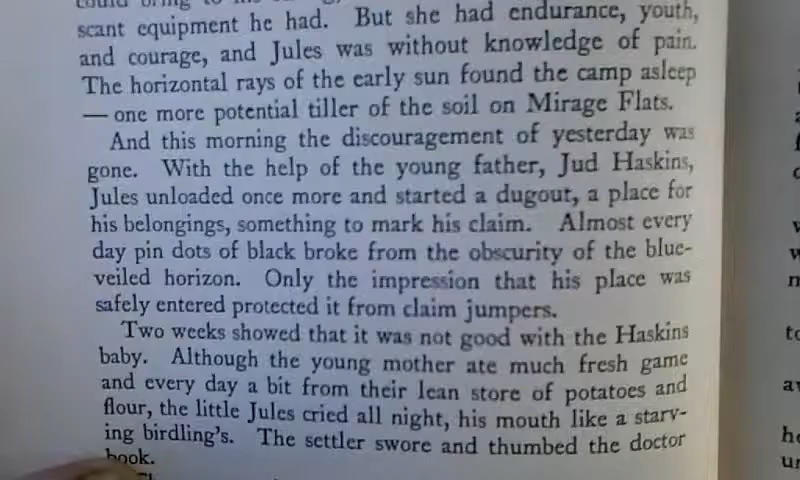 scant equipment he had. But she had endurance, youth,
and courage, and Jules was without knowledge of pain.
The horizontal rays of the early sun found the camp asleep
— one more potential tiller of the soil on Mirage Flats.
And this morning the discouragement of yesterday was
gone. With the help of the young father, Jud Haskins,
Jules unloaded once more and started a dugout, a place for
his belongings, something to mark his claim. Almost every
day pin dots of black broke from the obscurity of the blue-
veiled horizon. Only the impression that his place was
safely entered protected it from claim jumpers.
Two weeks showed that it was not good with the Haskins
baby. Although the young mother ate much fresh game
and every day a bit from their lean store of potatoes and
flour, the little Jules cried all night, his mouth like a starv-
ing birdling's. The settler swore and thumbed the doctor
book.